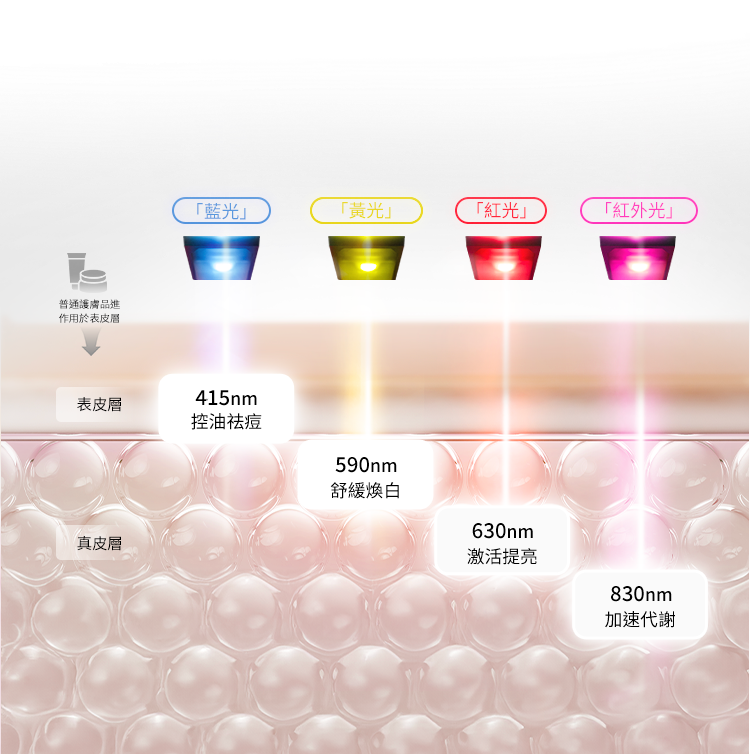 「藍光」
「黃光」
「紅光」
「紅外光」
普通護膚品進
作用於表皮層
表皮層
415nm
控油祛痘
590nm
舒緩煥白
630nm
激活提亮
真皮層
830nm
加速代謝